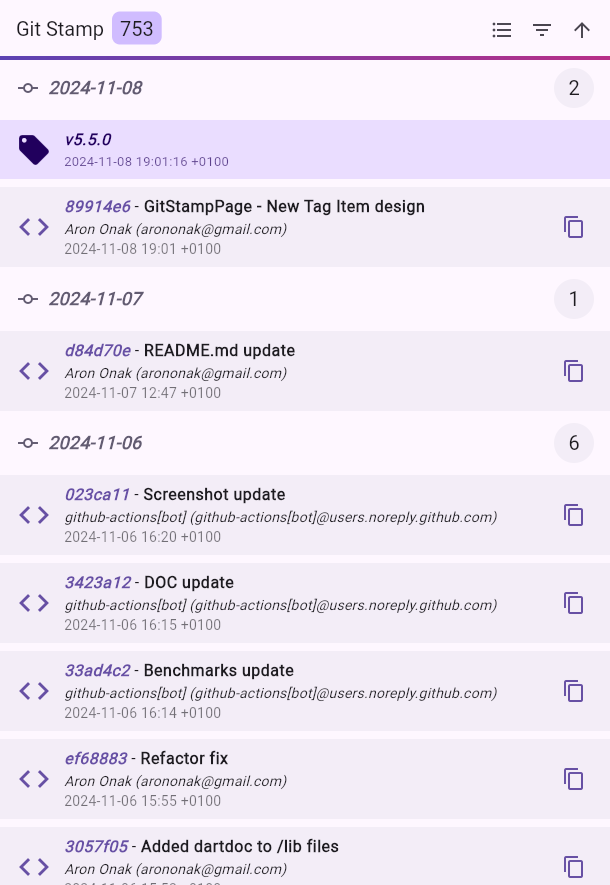 Git Stamp 753
2024-11-08 2
v5.5.0
2024-11-08 19:01:16 +0100
89914e6 - GitStampPage - New Tag Item design
Aron Onak (arononak@gmail.com)
2024-11-08 19:01 +0100
2024-11-07 1
d84d70e - README.md update
Aron Onak (arononak@gmail.com)
2024-11-07 12:47 +0100
2024-11-06 6
023ca11 - Screenshot update
github-actions[bot] (github-actions[bot]@users.noreply.github.com)
2024-11-06 16:20 +0100
3423a12 - DOC update
github-actions[bot] (github-actions[bot]@users.noreply.github.com)
2024-11-06 16:15 +0100
33ad4c2 - Benchmarks update
github-actions[bot] (github-actions[bot]@users.noreply.github.com)
2024-11-06 16:14 +0100
ef68883 - Refactor fix
Aron Onak (arononak@gmail.com)
2024-11-06 15:55 +0100
3057f05 - Added dartdoc to /lib files
Aron Onak (arononak@gmail.com)